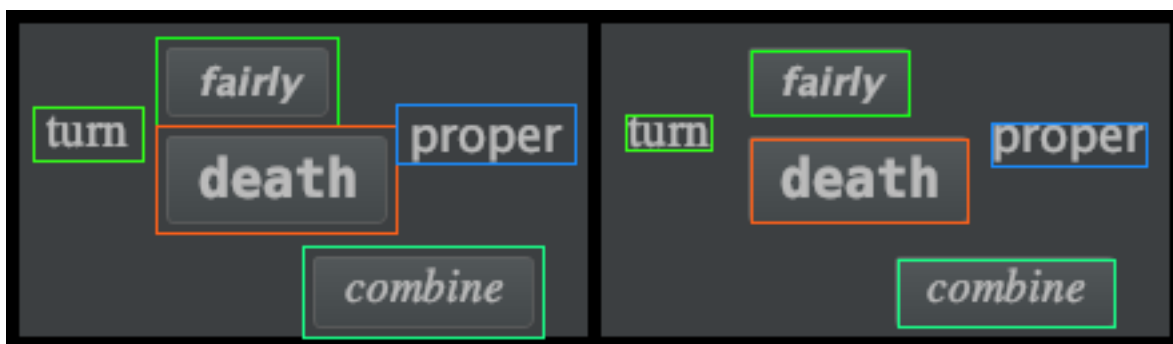 fairly
turn
proper
death
combine
fairly
turn
proper
death
combine